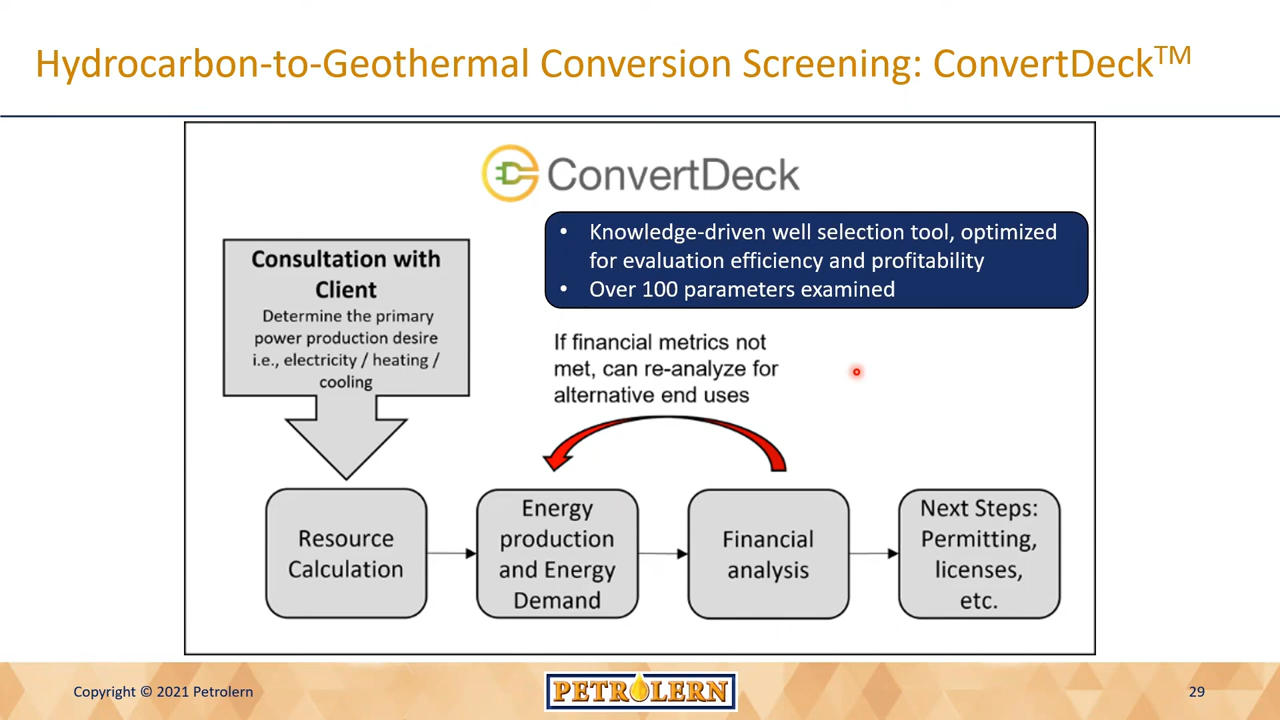 Hydrocarbon-to-Geothermal Conversion Screening: ConvertDeck™
ConvertDeck
• Knowledge-driven well selection tool, optimized
for evaluation efficiency and profitability
• Over 100 parameters examined
Consultation with
Client
Determine the primary
power production desire
i.e., electricity / heating /
cooling
If financial metrics not
met, can re-analyze for
alternative end uses
Resource
Calculation
Energy
production
and Energy
Demand
Financial
analysis
Next Steps:
Permitting,
licenses,
etc.
Copyright © 2021 Petrolern
PETROLERN
29